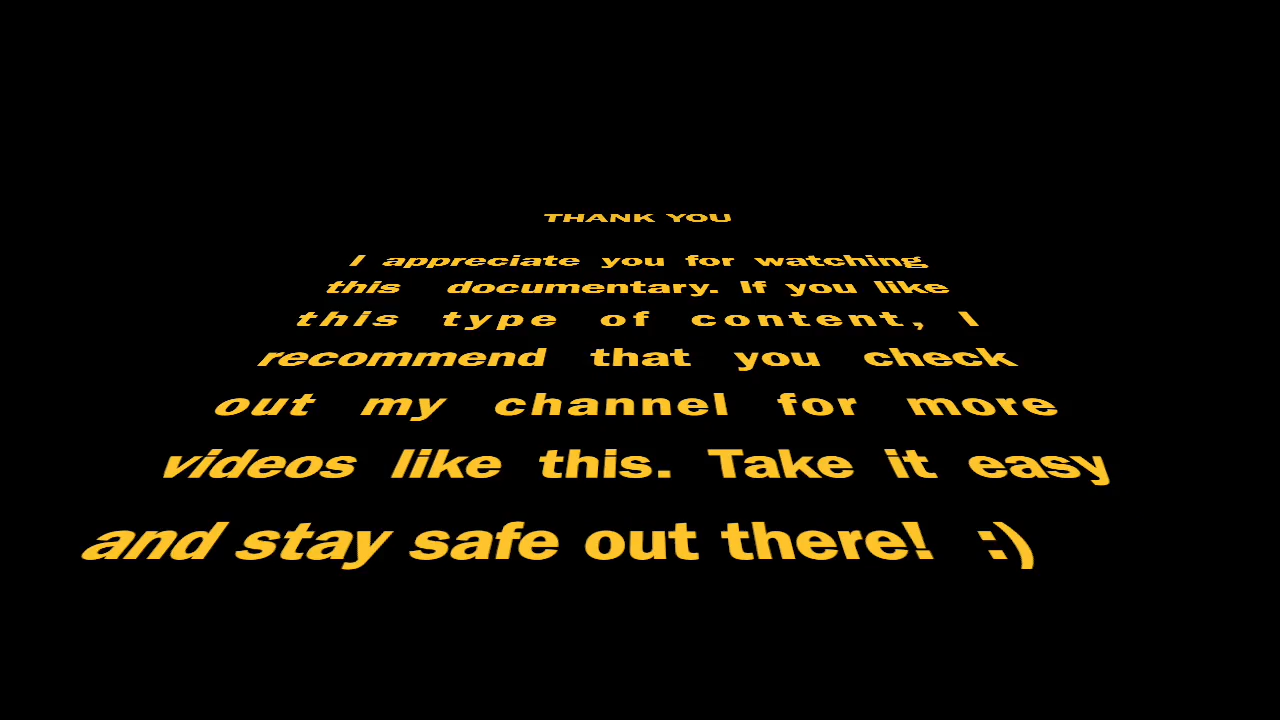 THANK YOU
I appreciate you for watching
this documentary. If you like
this type of content, I
recommend that you check
out my channel for more
videos like this. Take it easy
and stay safe out there! :)